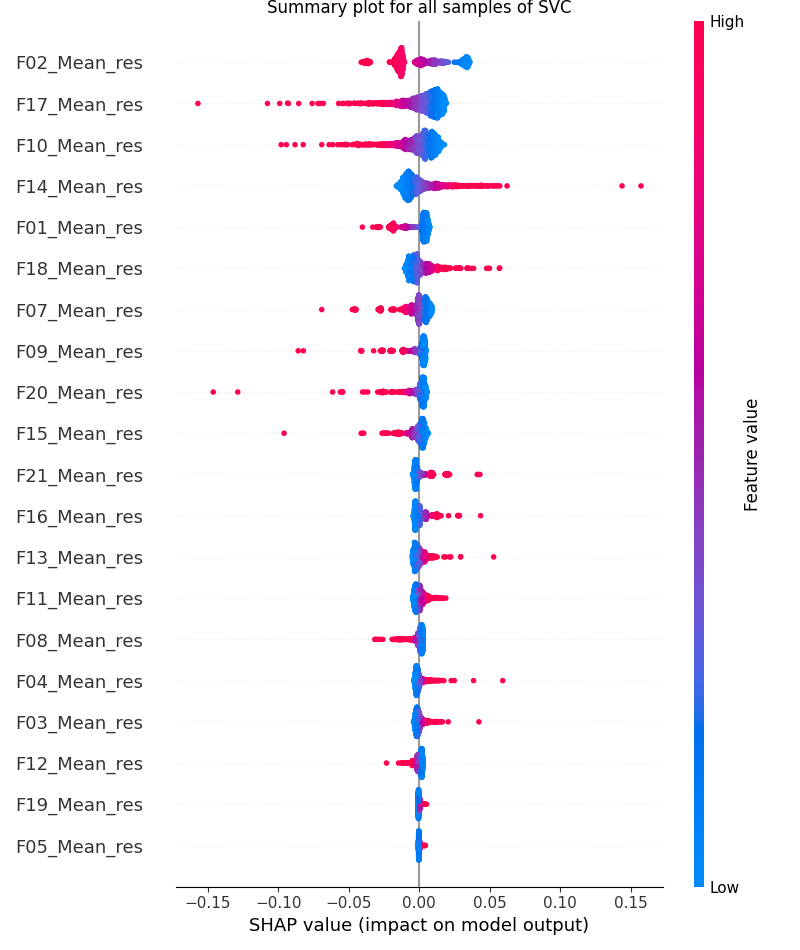 Summary plot for all samples of SVC
High
F02_Mean_res
F17_Mean_res
F10_Mean_res
F14_Mean_res
F01_Mean_res
F18_Mean_res
F07_Mean_res
F09_Mean_res
F20_Mean_res
F15_Mean_res
F21_Mean_res
F16_Mean_res
F13_Mean_res
F11_Mean_res
F08_Mean_res
F04_Mean_res
F03_Mean_res
F12_Mean_res
F19_Mean_res
F05_Mean_res
Feature value
Low
−0.15 −0.10 −0.05 0.00 0.05 0.10 0.15
SHAP value (impact on model output)